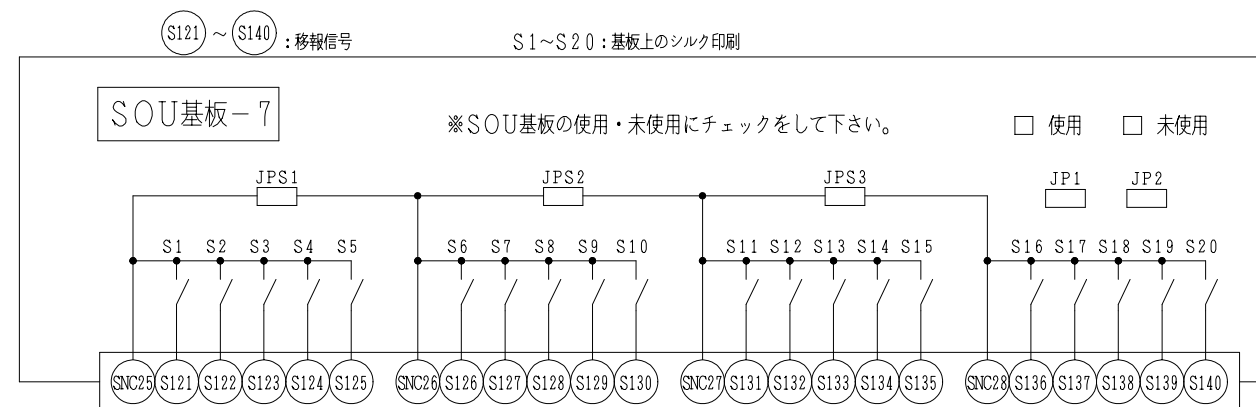 S121 ~ S140 : 移報信号 S1~S20：基板上のシルク印刷
SOU基板－7
※SOU基板の使用・未使用にチェックをして下さい。 □ 使用 □ 未使用
JPS1 JPS2 JPS3 JP1 JP2
S1 S2 S3 S4 S5 S6 S7 S8 S9 S10 S11 S12 S13 S14 S15 S16 S17 S18 S19 S20
SNC25 S121 S122 S123 S124 S125 SNC26 S126 S127 S128 S129 S130 SNC27 S131 S132 S133 S134 S135 SNC28 S136 S137 S138 S139 S140